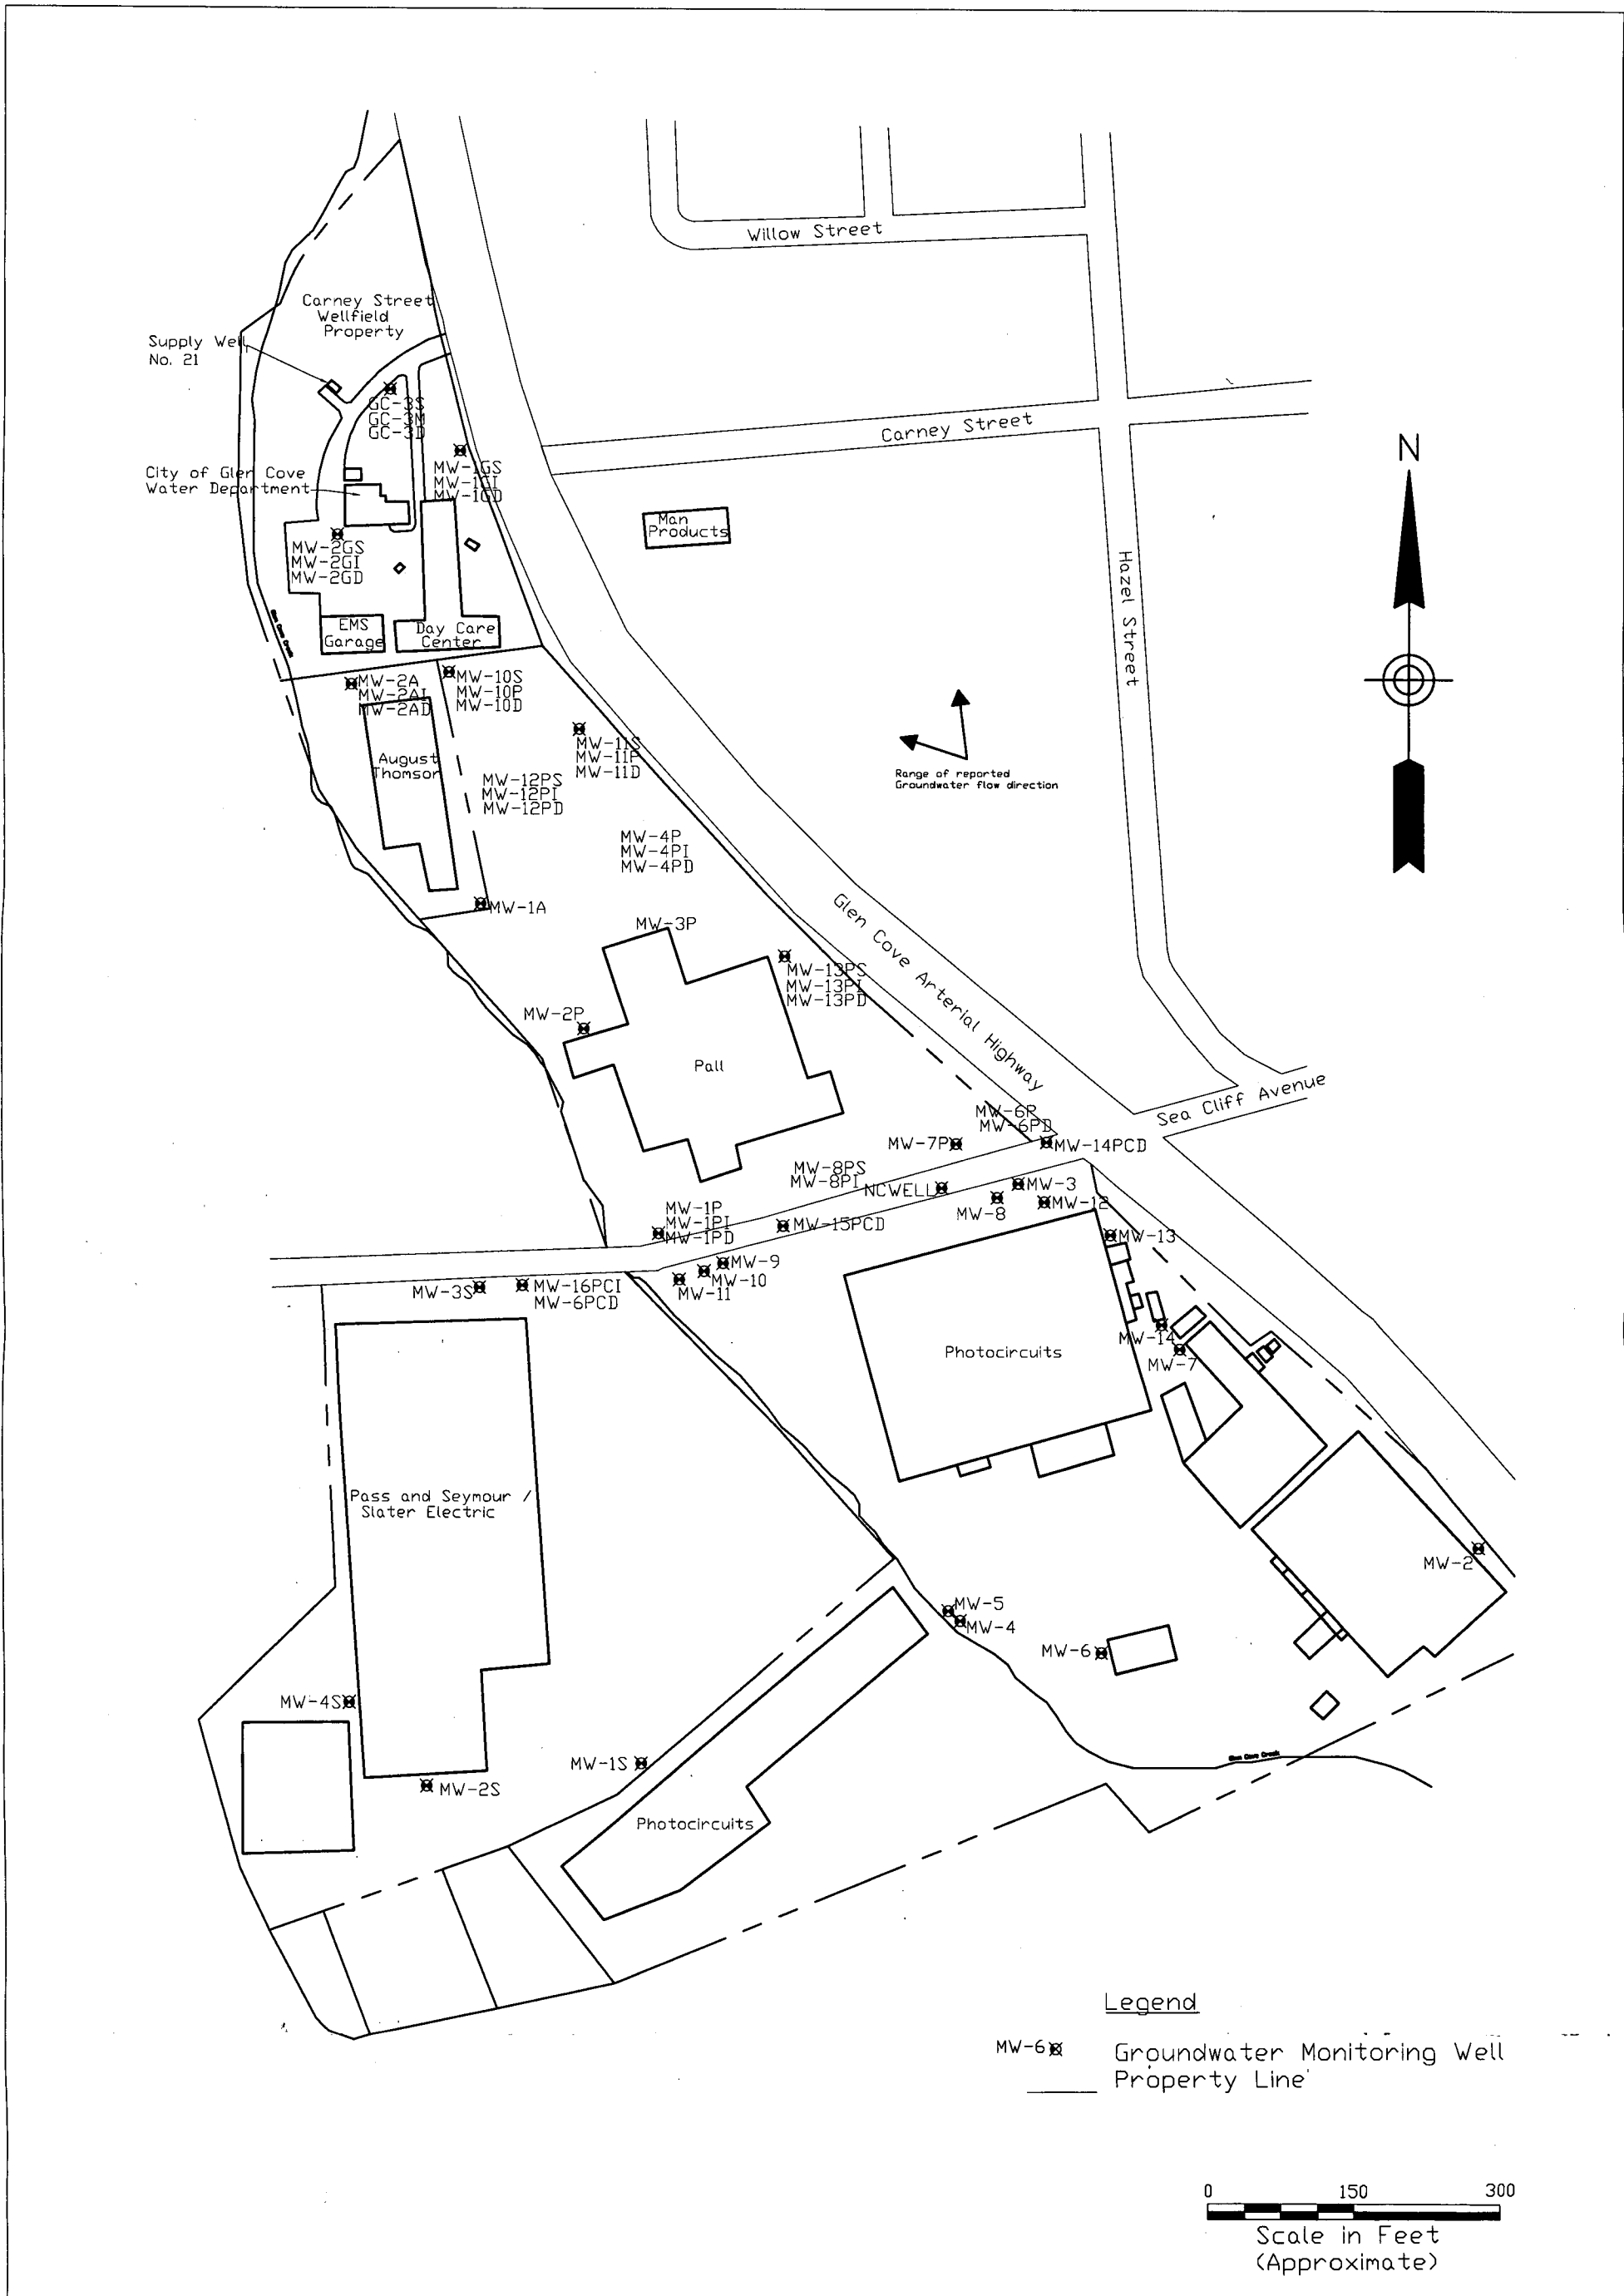 Willow Street
Carney Street
Wellfield
Property
Supply Well
No. 21
GC-3S
GC-3M
GC-3D
Carney Street
N
MW-1GS
MW-1GI
MW-1GD
City of Glen Cove
Water Department
Man
Products
MW-2GS
MW-2GI
MW-2GD
Hazel Street
EMS
Garage
Day Care
Center
Glen Cove Creek
MW-2A
MW-2AI
MW-2AD
MW-10S
MW-10P
MW-10D
MW-11S
MW-11P
MW-11D
August
Thomson
MW-12PS
MW-12PI
MW-12PD
Range of reported
Groundwater flow direction
MW-4P
MW-4PI
MW-4PD
MW-1A
MW-3P
Glen Cove Arterial Highway
MW-13PS
MW-13PI
MW-13PD
MW-2P
Pall
Sea Cliff Avenue
MW-6P
MW-6PD
MW-7P
MW-14PCD
MW-8PS
MW-8PI
NCWELL
MW-3
MW-8
MW-12
MW-1P
MW-1PI
MW-1PD
MW-15PCD
MW-13
MW-9
MW-10
MW-11
MW-3S
MW-16PCI
MW-6PCD
MW-14
MW-7
Photocircuits
Pass and Seymour /
Slater Electric
MW-2
MW-5
MW-4
MW-6
MW-4S
MW-1S
MW-2S
Glen Cove Creek
Photocircuits
Legend
MW-6
Groundwater Monitoring Well
Property Line
0 150 300
Scale in Feet
(Approximate)